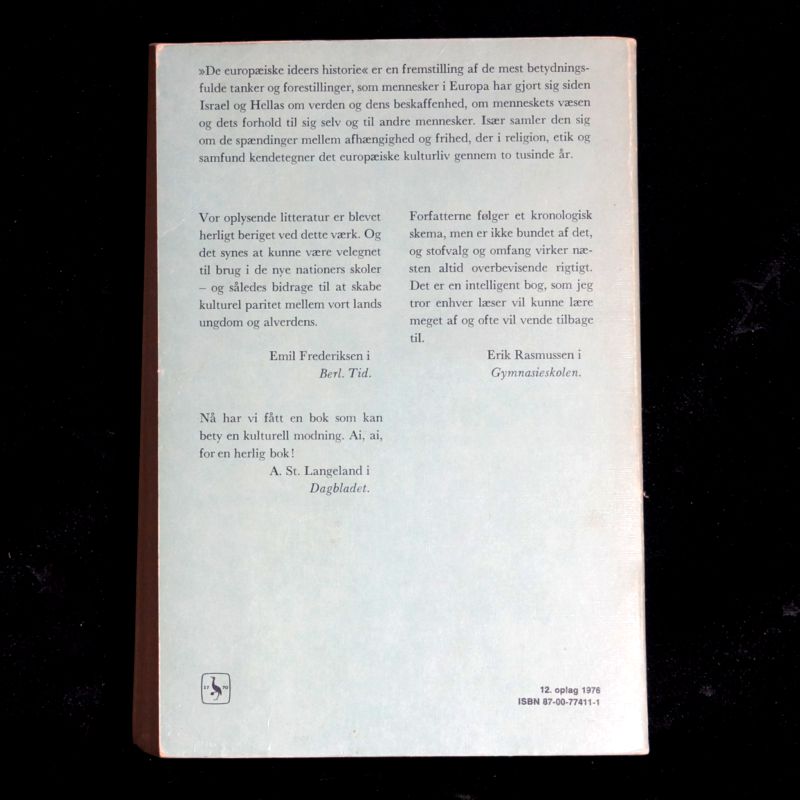 »De europæiske ideers historie« er en fremstilling af de mest betydnings-
fulde tanker og forestillinger, som mennesker i Europa har gjort sig siden
Israel og Hellas om verden og dens beskaffenhed, om menneskets væsen
og dets forhold til sig selv og til andre mennesker. Især samler den sig
om de spændinger mellem afhængighed og frihed, der i religion, etik og
samfund kendetegner det europæiske kulturliv gennem to tusinde år.
Vor oplysende litteratur er blevet
herligt beriget ved dette værk. Og
det synes at kunne være velegnet
til brug i de nye nationers skoler
– og således bidrage til at skabe
kulturel paritet mellem vort lands
ungdom og alverdens.
Emil Frederiksen i
Berl. Tid.
Forfatterne følger et kronologisk
skema, men er ikke bundet af det,
og stofvalg og omfang virker næ-
sten altid overbevisende rigtigt.
Det er en intelligent bog, som jeg
tror enhver læser vil kunne lære
meget af og ofte vil vende tilbage
til.
Erik Rasmussen i
Gymnasieskolen.
Nå har vi fått en bok som kan
bety en kulturell modning. Ai, ai,
for en herlig bok!
A. St. Langeland i
Dagbladet.
17 70
12. oplag 1976
ISBN 87-00-77411-1